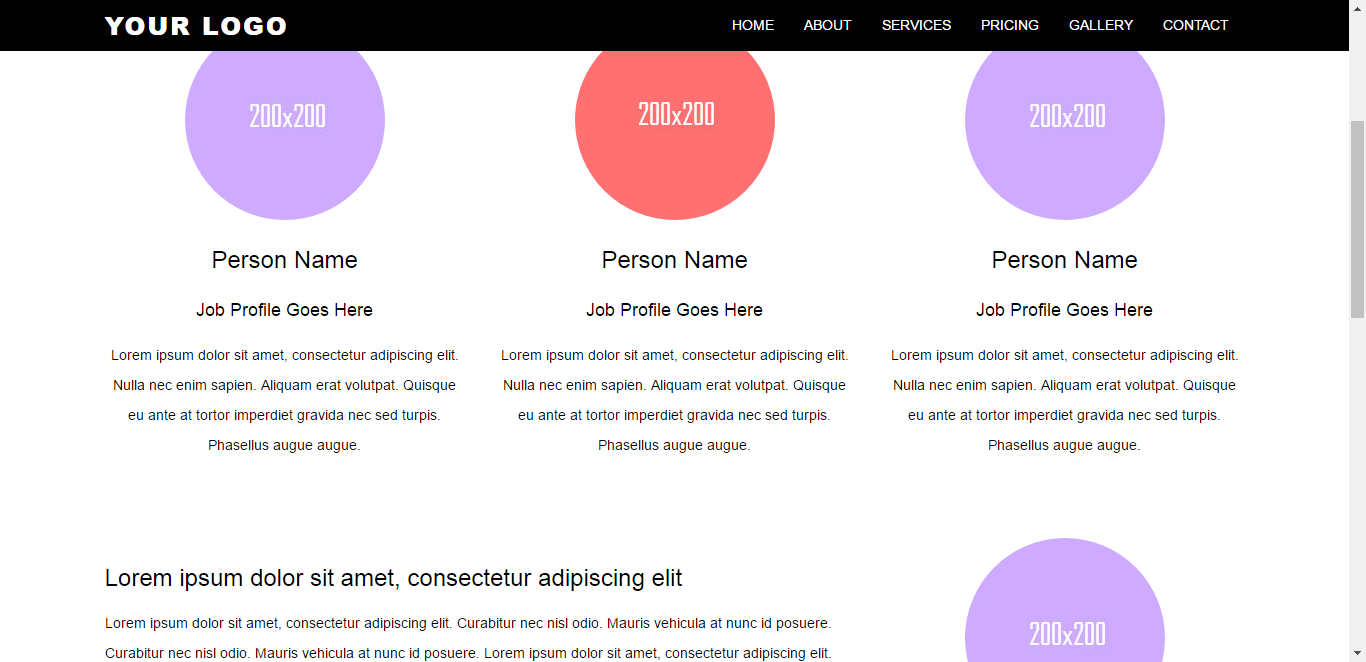 YOUR LOGO
HOME ABOUT SERVICES PRICING GALLERY CONTACT
200x200
200x200
200x200
Person Name
Job Profile Goes Here
Lorem ipsum dolor sit amet, consectetur adipiscing elit.
Nulla nec enim sapien. Aliquam erat volutpat. Quisque
eu ante at tortor imperdiet gravida nec sed turpis.
Phasellus augue augue.
Person Name
Job Profile Goes Here
Lorem ipsum dolor sit amet, consectetur adipiscing elit.
Nulla nec enim sapien. Aliquam erat volutpat. Quisque
eu ante at tortor imperdiet gravida nec sed turpis.
Phasellus augue augue.
Person Name
Job Profile Goes Here
Lorem ipsum dolor sit amet, consectetur adipiscing elit.
Nulla nec enim sapien. Aliquam erat volutpat. Quisque
eu ante at tortor imperdiet gravida nec sed turpis.
Phasellus augue augue.
Lorem ipsum dolor sit amet, consectetur adipiscing elit
Lorem ipsum dolor sit amet, consectetur adipiscing elit. Curabitur nec nisl odio. Mauris vehicula at nunc id posuere.
Curabitur nec nisl odio. Mauris vehicula at nunc id posuere. Lorem ipsum dolor sit amet, consectetur adipiscing elit.
200x200